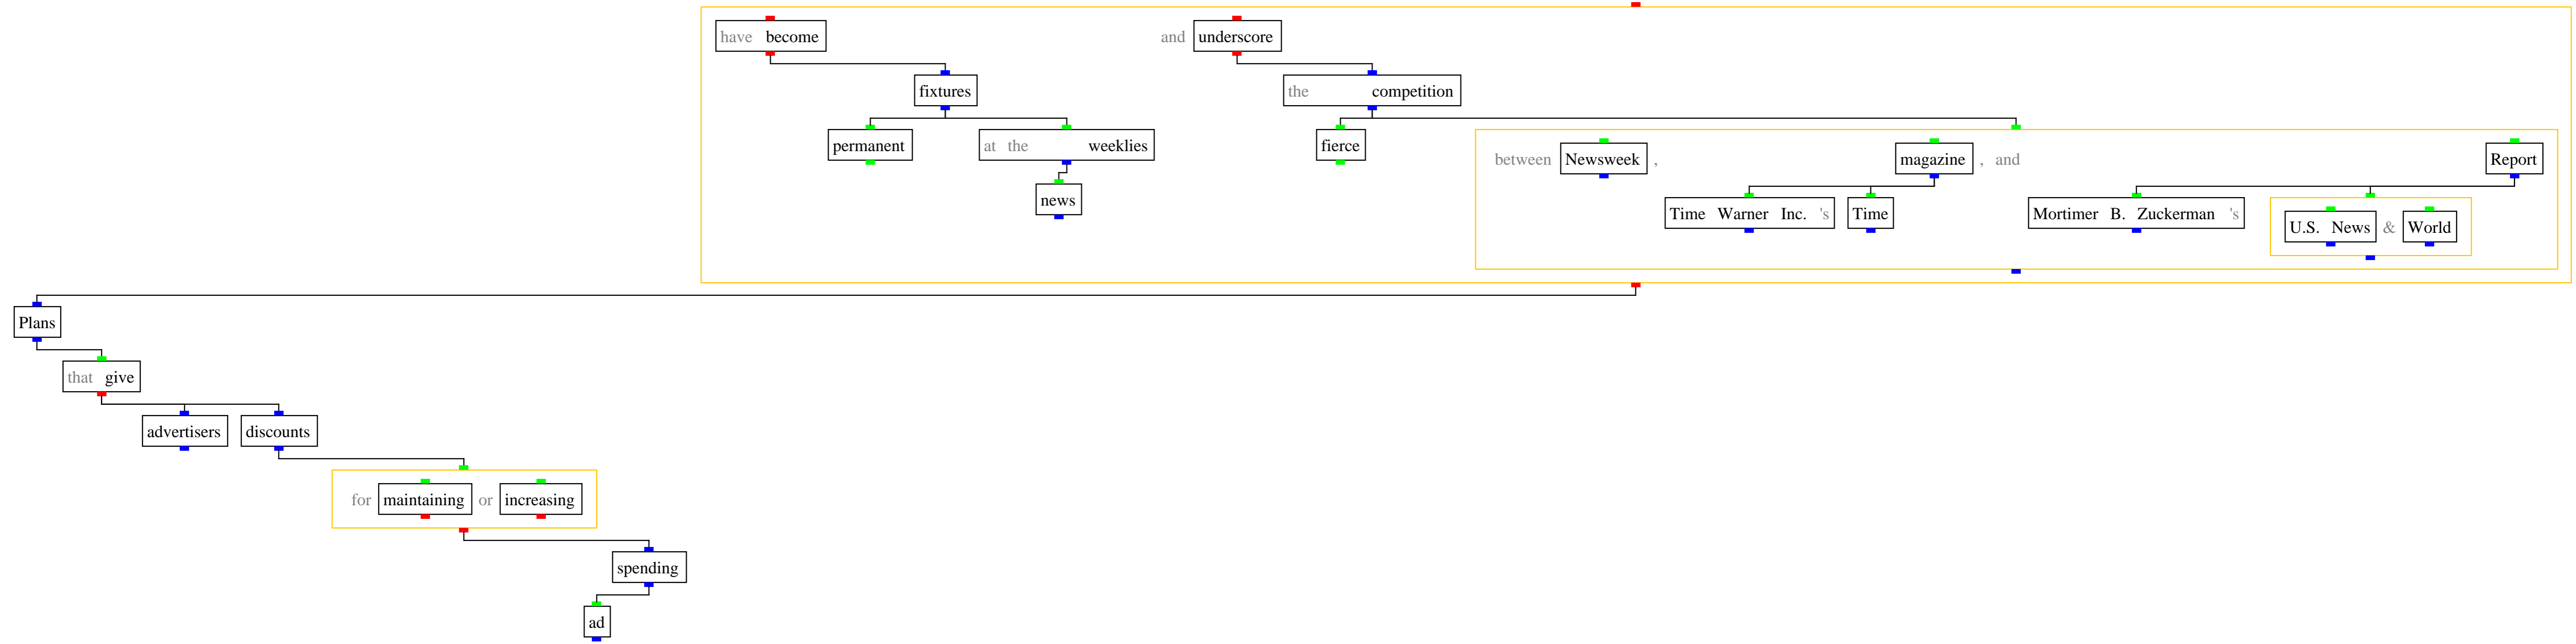 have become and underscore
fixtures the competition
permanent at the weeklies fierce between Newsweek , magazine , and Report
news Time Warner Inc. 's Time Mortimer B. Zuckerman 's U.S. News & World
Plans
that give
advertisers discounts
for maintaining or increasing
spending
ad